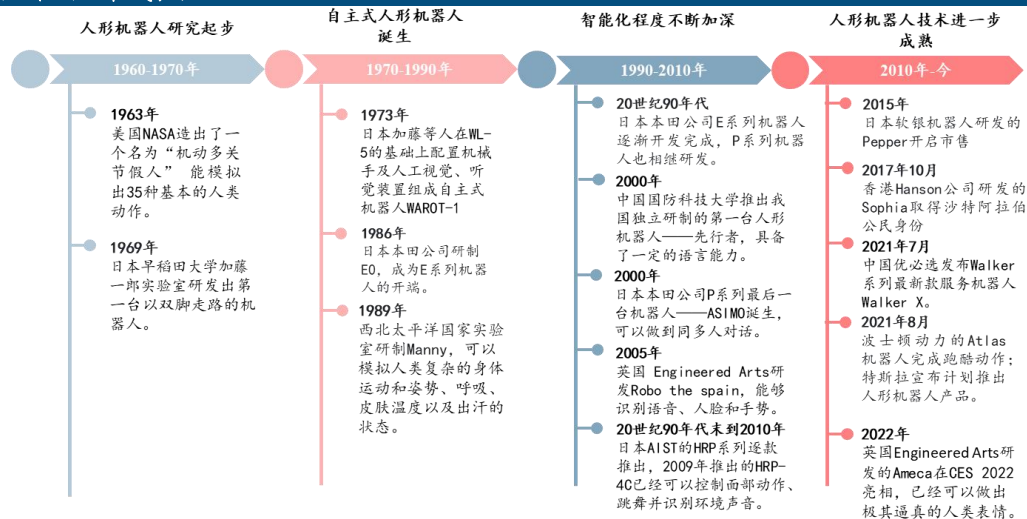 人形机器人研究起步
1960-1970年
1963年
美国NASA造出了一
个名为“机动多关
节假人” 能模拟
出35种基本的人类
动作。
1969年
日本早稻田大学加藤
一郎实验室研发出第
一台以双脚走路的机
器人。
自主式人形机器人
诞生
1970-1990年
1973年
日本加藤等人在WL-
5的基础上配置机械
手及人工视觉、听
觉装置组成自主式
机器人WAROT-1
1986年
日本本田公司研制
E0，成为E系列机器
人的开端。
1989年
西北太平洋国家实验
室研制Manny，可以
模拟人类复杂的身体
运动和姿势、呼吸、
皮肤温度以及出汗的
状态。
智能化程度不断加深
1990-2010年
20世纪90年代
日本本田公司E系列机器人
逐渐开发完成，P系列机器
人也相继研发。
2000年
中国国防科技大学推出我
国独立研制的第一台人形
机器人——先行者，具备
了一定的语言能力。
2000年
日本本田公司P系列最后一
台机器人——ASIMO诞生，
可以做到同多人对话。
2005年
英国 Engineered Arts研
发Robo the spain，能够
识别语音、人脸和手势。
20世纪90年代末到2010年
日本AIST的HRP系列逐款
推出，2009年推出的HRP-
4C已经可以控制面部动作、
跳舞并识别环境声音。
人形机器人技术进一步
成熟
2010年-今
2015年
日本软银机器人研发的
Pepper开启市售
2017年10月
香港Hanson公司研发的
Sophia取得沙特阿拉伯
公民身份
2021年7月
中国优必选发布Walker
系列最新款服务机器人
Walker X。
2021年8月
波士顿动力的Atlas
机器人完成跑酷动作；
特斯拉宣布计划推出
人形机器人产品。
2022年
英国Engineered Arts研
发的Ameca在CES 2022
亮相，已经可以做出
极其逼真的人类表情。